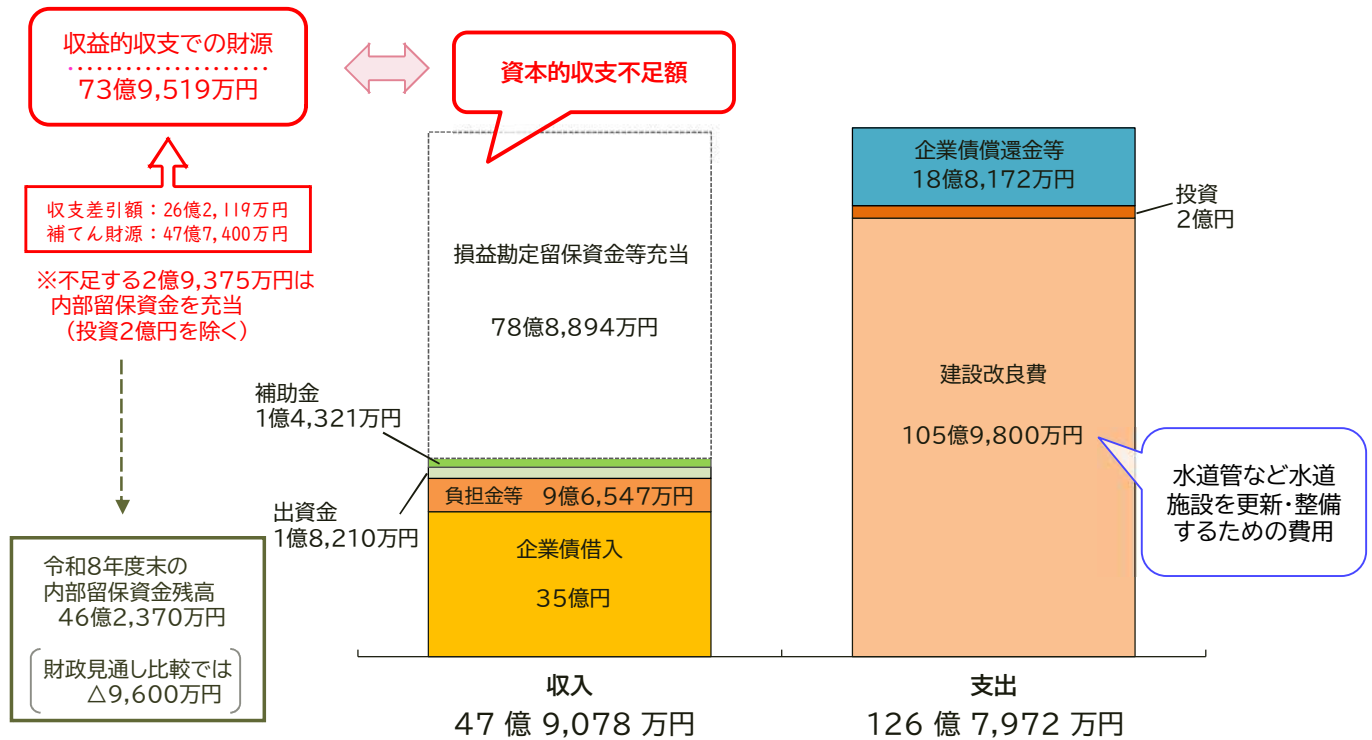 収益的収支での財源
73億9,519万円
資本的収支不足額
収支差引額：26億2,119万円
補てん財源：47億7,400万円
※不足する2億9,375万円は
内部留保資金を充当
（投資2億円を除く）
令和8年度末の
内部留保資金残高
46億2,370万円
財政見通し比較では
△9,600万円
損益勘定留保資金等充当
78億8,894万円
補助金
1億4,321万円
出資金
1億8,210万円
負担金等 9億6,547万円
企業債借入
35億円
収入
47 億 9,078 万円
企業債償還金等
18億8,172万円
投資
2億円
建設改良費
105億9,800万円
水道管など水道
施設を更新・整備
するための費用
支出
126 億 7,972 万円